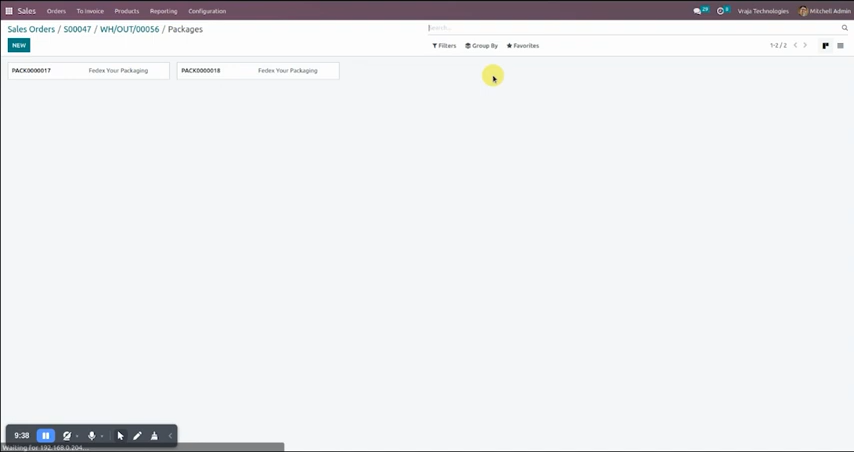 Sales Orders To Invoice Products Reporting Configuration 29 Vraja Technologies Mitchell Admin
Sales Orders / S00047 / WH/OUT/00056 / Packages
Search...
NEW
Filters Group By Favorites
1-2 / 2
PACK0000017 Fedex Your Packaging
PACK0000018 Fedex Your Packaging
9:38
Waiting for 192.168.0.204...